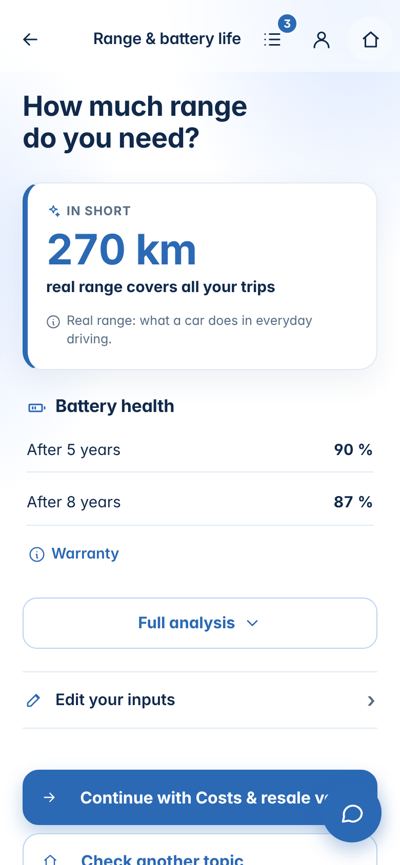 Range & battery life
3
How much range
do you need?
IN SHORT
270 km
real range covers all your trips
Real range: what a car does in everyday
driving.
Battery health
After 5 years 90 %
After 8 years 87 %
Warranty
Full analysis
Edit your inputs
Continue with Costs & resale
Check another topic